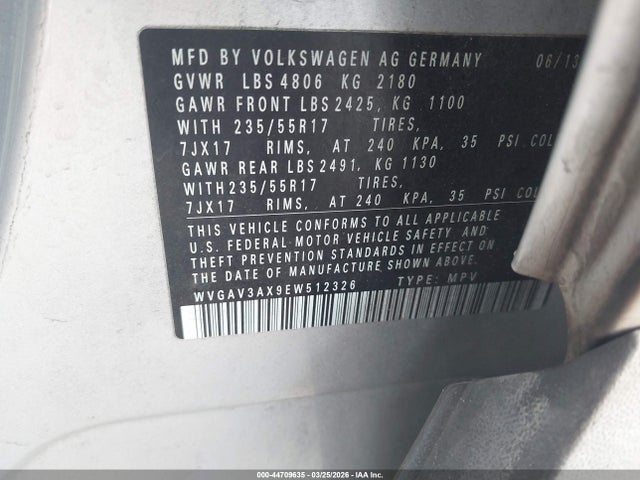 MFD BY VOLKSWAGEN AG GERMANY 06/13
GVWR LBS 4806 KG 2180
GAWR FRONT LBS 2425, KG 1100
WITH 235/55R17 TIRES,
7JX17 RIMS, AT 240 KPA, 35 PSI COL
GAWR REAR LBS 2491, KG 1130
WITH 235/55R17 TIRES,
7JX17 RIMS, AT 240 KPA, 35 PSI COL
THIS VEHICLE CONFORMS TO ALL APPLICABLE
U.S. FEDERAL MOTOR VEHICLE SAFETY, AND
THEFT PREVENTION STANDARDS IN EFFECT ON
THE DATE OF MANUFACTURE SHOWN ABOVE.
WVGAV3AX9EW512326 TYPE: MPV
000-44709635 | 03/25/2026 | IAA Inc.